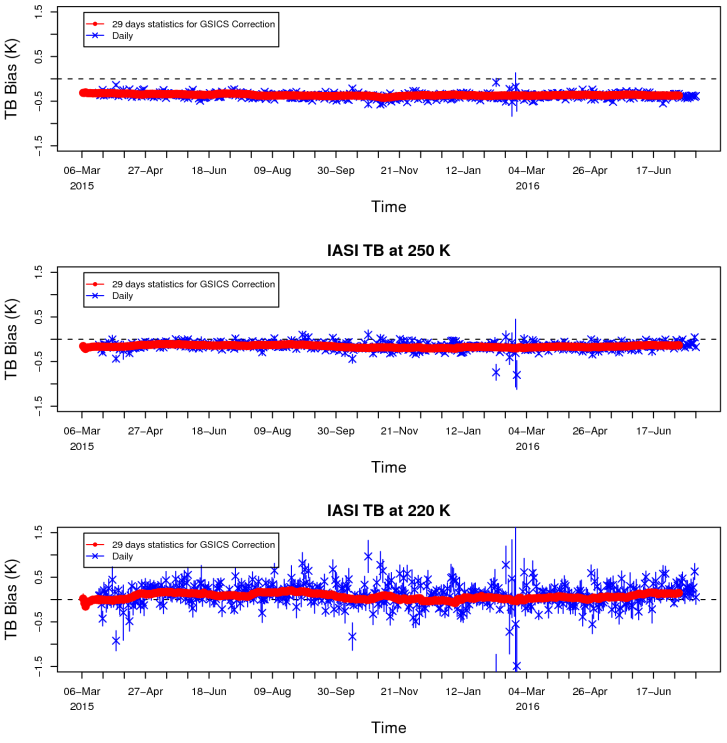 1.5
0.5
−0.5
−1.5
TB Bias (K)
29 days statistics for GSICS Correction
Daily
06−Mar 27−Apr 18−Jun 09−Aug 30−Sep 21−Nov 12−Jan 04−Mar 26−Apr 17−Jun
2015 2016
Time
IASI TB at 250 K
1.5
0.5
−0.5
−1.5
TB Bias (K)
29 days statistics for GSICS Correction
Daily
06−Mar 27−Apr 18−Jun 09−Aug 30−Sep 21−Nov 12−Jan 04−Mar 26−Apr 17−Jun
2015 2016
Time
IASI TB at 220 K
1.5
0.5
−0.5
−1.5
TB Bias (K)
29 days statistics for GSICS Correction
Daily
06−Mar 27−Apr 18−Jun 09−Aug 30−Sep 21−Nov 12−Jan 04−Mar 26−Apr 17−Jun
2015 2016
Time